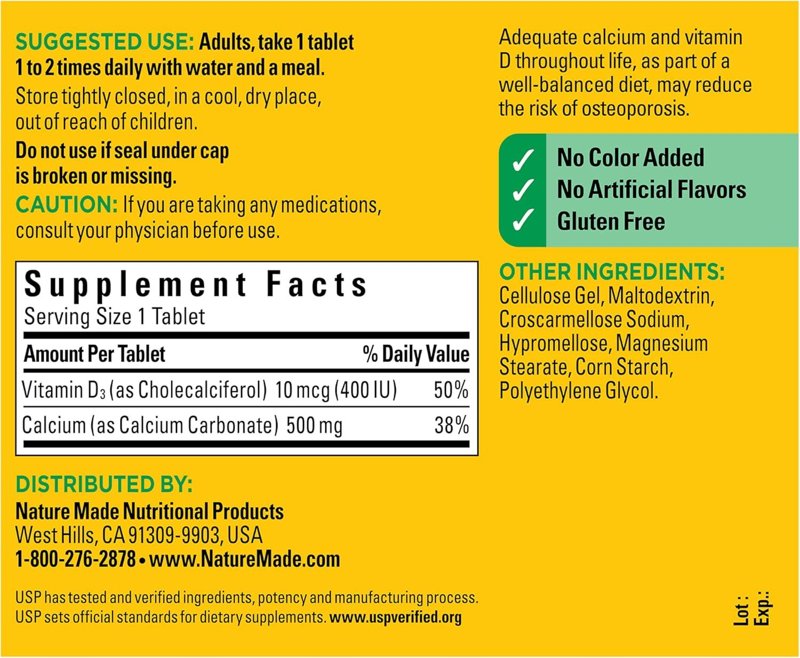 SUGGESTED USE: Adults, take 1 tablet
1 to 2 times daily with water and a meal.
Store tightly closed, in a cool, dry place,
out of reach of children.
Do not use if seal under cap
is broken or missing.
CAUTION: If you are taking any medications,
consult your physician before use.
Supplement Facts
Serving Size 1 Tablet
Amount Per Tablet % Daily Value
Vitamin D₃ (as Cholecalciferol) 10 mcg (400 IU) 50%
Calcium (as Calcium Carbonate) 500 mg 38%
DISTRIBUTED BY:
Nature Made Nutritional Products
West Hills, CA 91309-9903, USA
1-800-276-2878 • www.NatureMade.com
USP has tested and verified ingredients, potency and manufacturing process.
USP sets official standards for dietary supplements. www.uspverified.org
Adequate calcium and vitamin
D throughout life, as part of a
well-balanced diet, may reduce
the risk of osteoporosis.
✓ No Color Added
✓ No Artificial Flavors
✓ Gluten Free
OTHER INGREDIENTS:
Cellulose Gel, Maltodextrin,
Croscarmellose Sodium,
Hypromellose, Magnesium
Stearate, Corn Starch,
Polyethylene Glycol.
Lot :
Exp.: